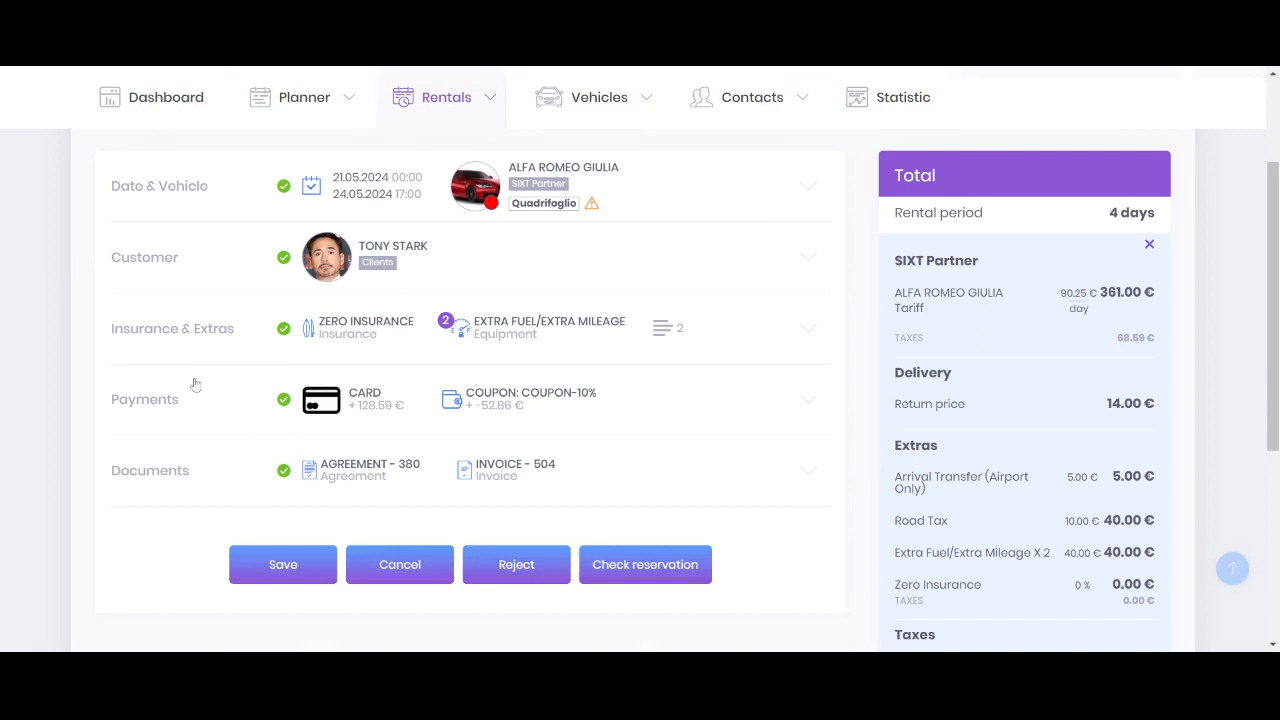 Dashboard
Planner
Rentals
Vehicles
Contacts
Statistic
Date & Vehicle
21.05.2024 00:00
24.05.2024 17:00
ALFA ROMEO GIULIA
SIXT Partner
Quadrifoglio
Customer
TONY STARK
Clients
Insurance & Extras
ZERO INSURANCE
Insurance
2
EXTRA FUEL/EXTRA MILEAGE
Equipment
2
Payments
CARD
+ 128.59 €
COUPON: COUPON-10%
+ -52.86 €
Documents
AGREEMENT - 380
Agreement
INVOICE - 504
Invoice
Save
Cancel
Reject
Check reservation
Total
Rental period 4 days
SIXT Partner
ALFA ROMEO GIULIA 90.25 € 361.00 €
Tariff day
TAXES 68.59 €
Delivery
Return price 14.00 €
Extras
Arrival Transfer (Airport 5.00 € 5.00 €
Only)
Road Tax 10.00 € 40.00 €
Extra Fuel/Extra Mileage X 2 40.00 € 40.00 €
Zero Insurance 0 % 0.00 €
TAXES 0.00 €
Taxes